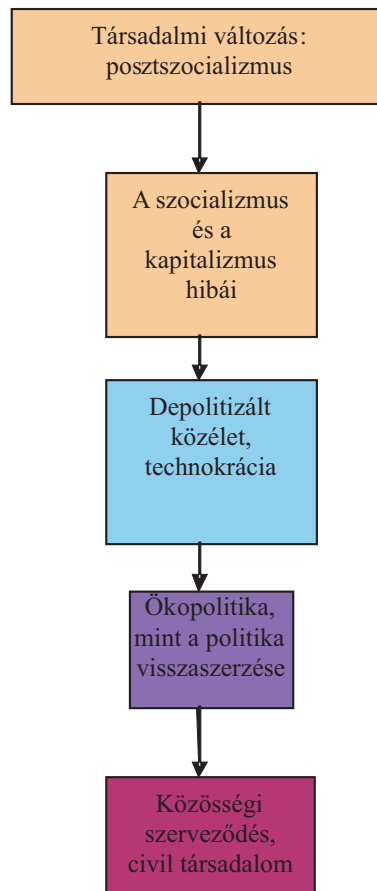 Társadalmi változás:
posztszocializmus
A szocializmus
és a
kapitalizmus
hibái
Depolitizált
közélet,
technokrácia
Ökopolitika,
mint a politika
visszaszerzése
Közösségi
szerveződés,
civil társadalom